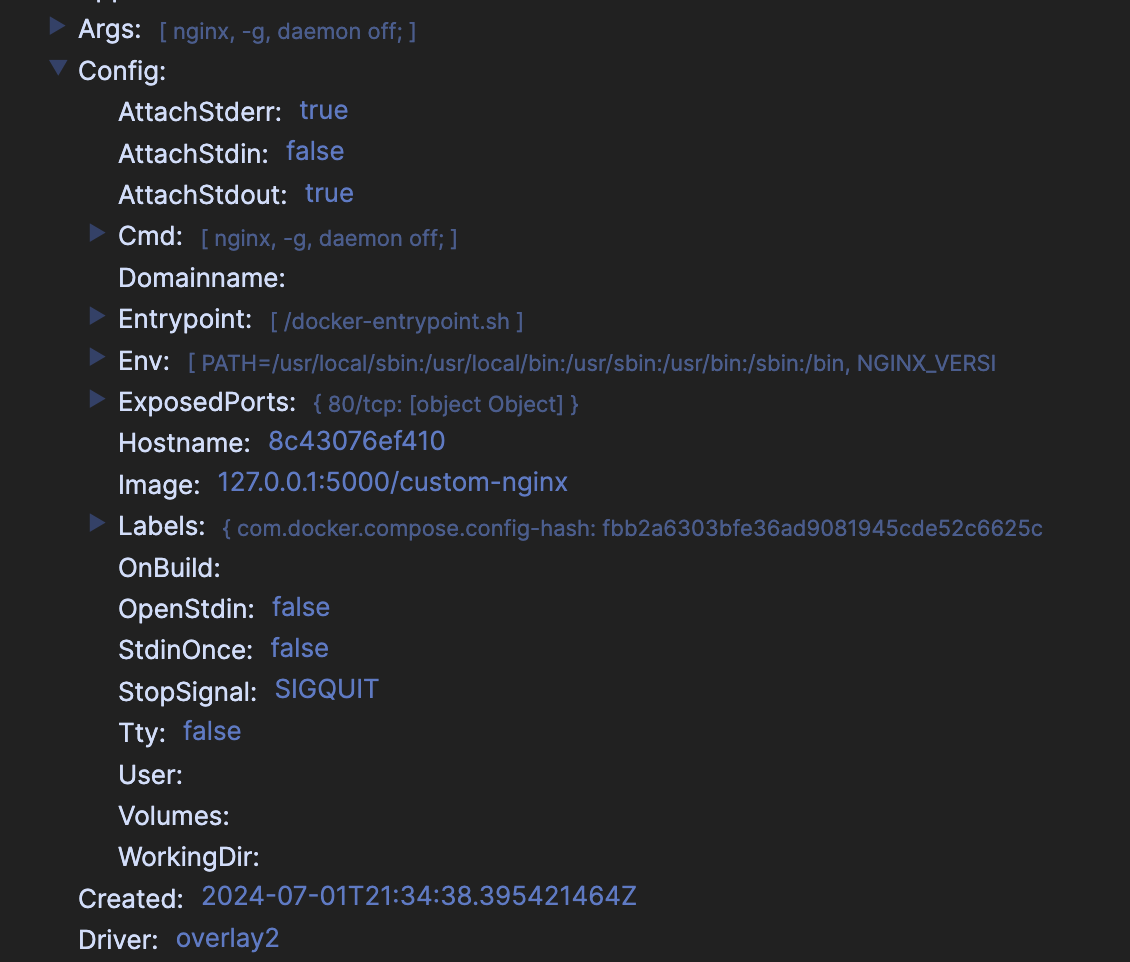 Args: [ nginx, -g, daemon off; ]
Config:
AttachStderr: true
AttachStdin: false
AttachStdout: true
Cmd: [ nginx, -g, daemon off; ]
Domainname:
Entrypoint: [ /docker-entrypoint.sh ]
Env: [ PATH=/usr/local/sbin:/usr/local/bin:/usr/sbin:/usr/bin:/sbin:/bin, NGINX_VERSI
ExposedPorts: { 80/tcp: [object Object] }
Hostname: 8c43076ef410
Image: 127.0.0.1:5000/custom-nginx
Labels: { com.docker.compose.config-hash: fbb2a6303bfe36ad9081945cde52c6625c
OnBuild:
OpenStdin: false
StdinOnce: false
StopSignal: SIGQUIT
Tty: false
User:
Volumes:
WorkingDir:
Created: 2024-07-01T21:34:38.395421464Z
Driver: overlay2